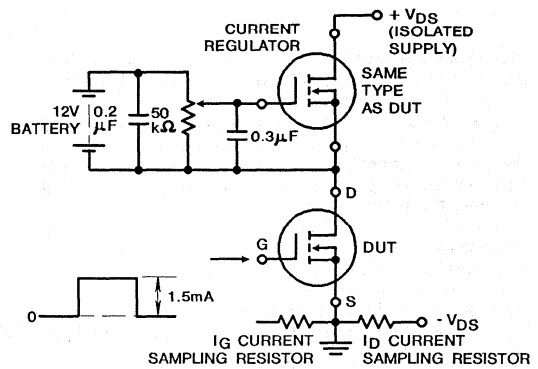 CURRENT
REGULATOR
+ VDS
(ISOLATED
SUPPLY)
SAME
TYPE
AS DUT
12V
BATTERY
0.2
μF
50
kΩ
0.3μF
D
G
DUT
S
1.5mA
0
- VDS
IG CURRENT
SAMPLING RESISTOR
ID CURRENT
SAMPLING RESISTOR